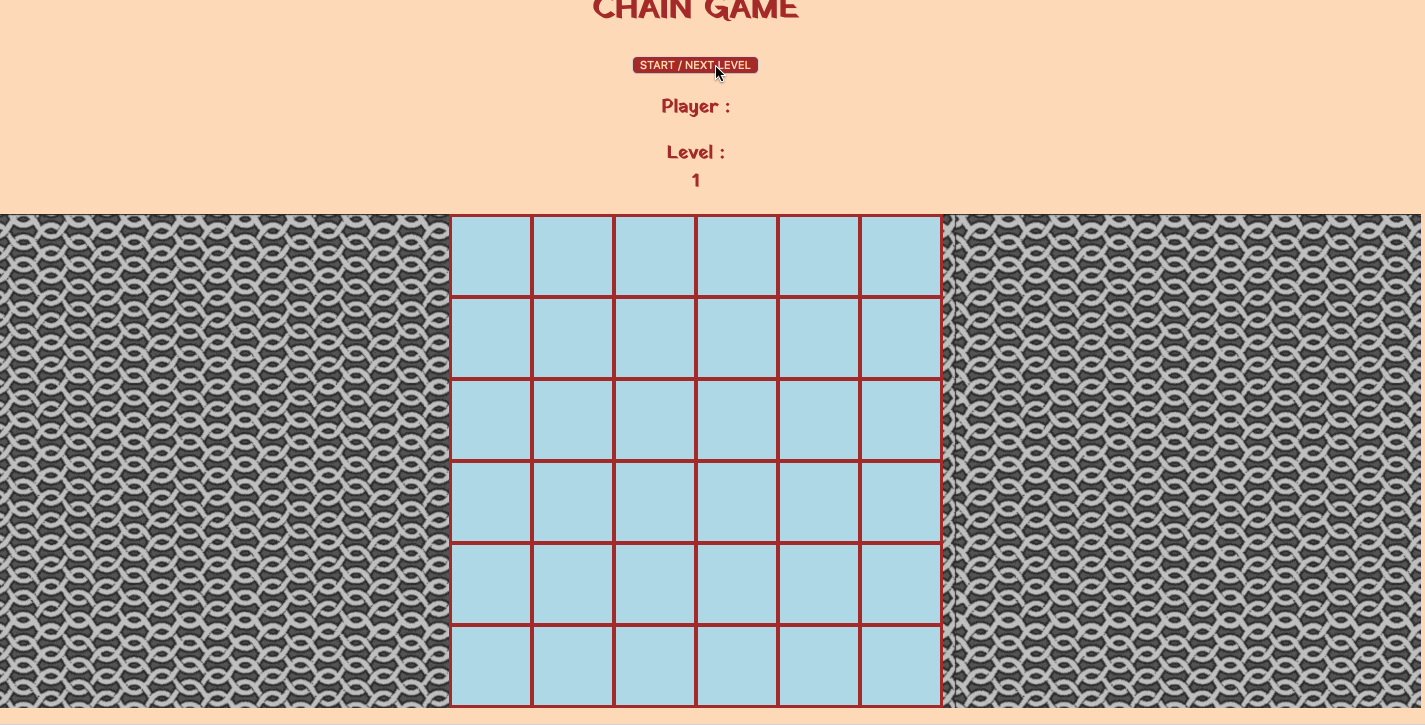 CHAIN GAME
START / NEXT LEVEL
Player :
Level :
1